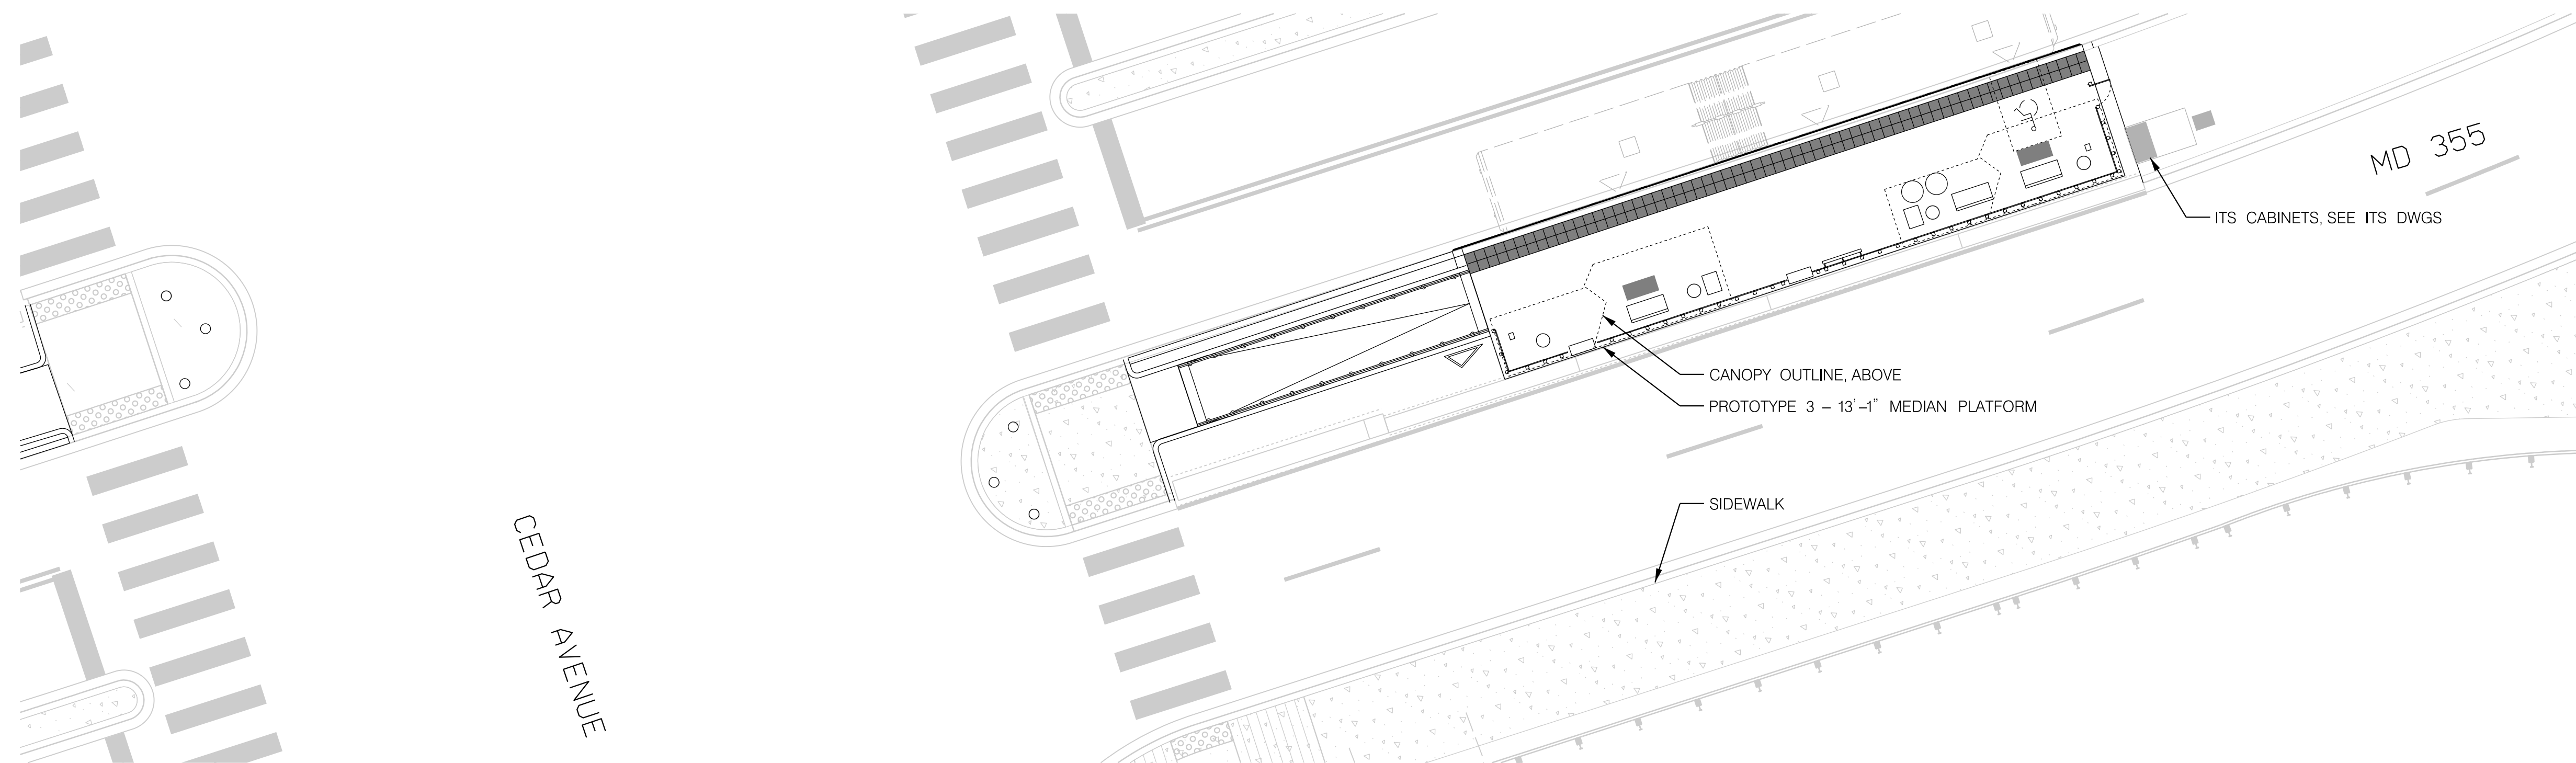 MD 355
ITS CABINETS, SEE ITS DWGS
CANOPY OUTLINE, ABOVE
PROTOTYPE 3 – 13'–1" MEDIAN PLATFORM
SIDEWALK
CEDAR AVENUE